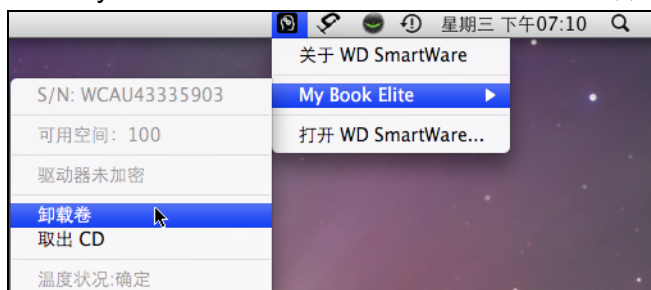 星期三 下午07:10
关于 WD SmartWare
My Book Elite
打开 WD SmartWare...
S/N: WCAU43335903
可用空间：100
驱动器未加密
卸载卷
取出 CD
温度状况:确定